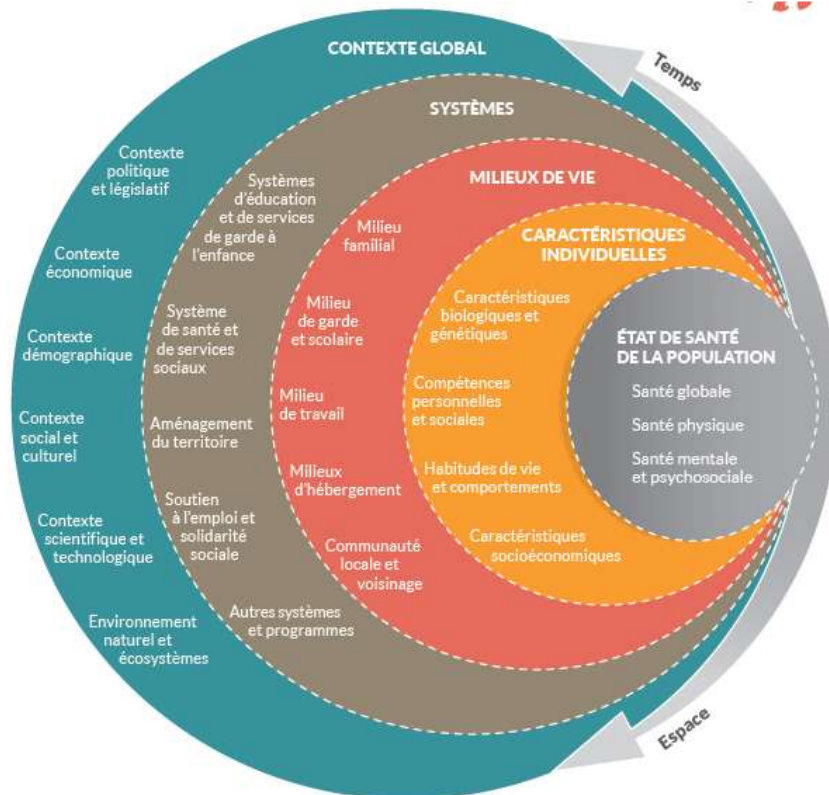 CONTEXTE GLOBAL
Temps
SYSTÈMES
MILIEUX DE VIE
CARACTÉRISTIQUES
INDIVIDUELLES
ÉTAT DE SANTÉ
DE LA POPULATION
Santé globale
Santé physique
Santé mentale
et psychosociale
Contexte
politique
et législatif
Contexte
économique
Contexte
démographique
Contexte
social et
culturel
Contexte
scientifique et
technologique
Environnement
naturel et
écosystèmes
Systèmes
d'éducation
et de services
de garde à
l'enfance
Système
de santé et
de services
sociaux
Aménagement
du territoire
Soutien
à l'emploi et
solidarité
sociale
Autres systèmes
et programmes
Milieu
familial
Milieu
de garde
et scolaire
Milieu
de travail
Milieux
d'hébergement
Communauté
locale et
voisinage
Caractéristiques
biologiques et
génétiques
Compétences
personnelles
et sociales
Habitudes de vie
et comportements
Caractéristiques
socioéconomiques
Espace